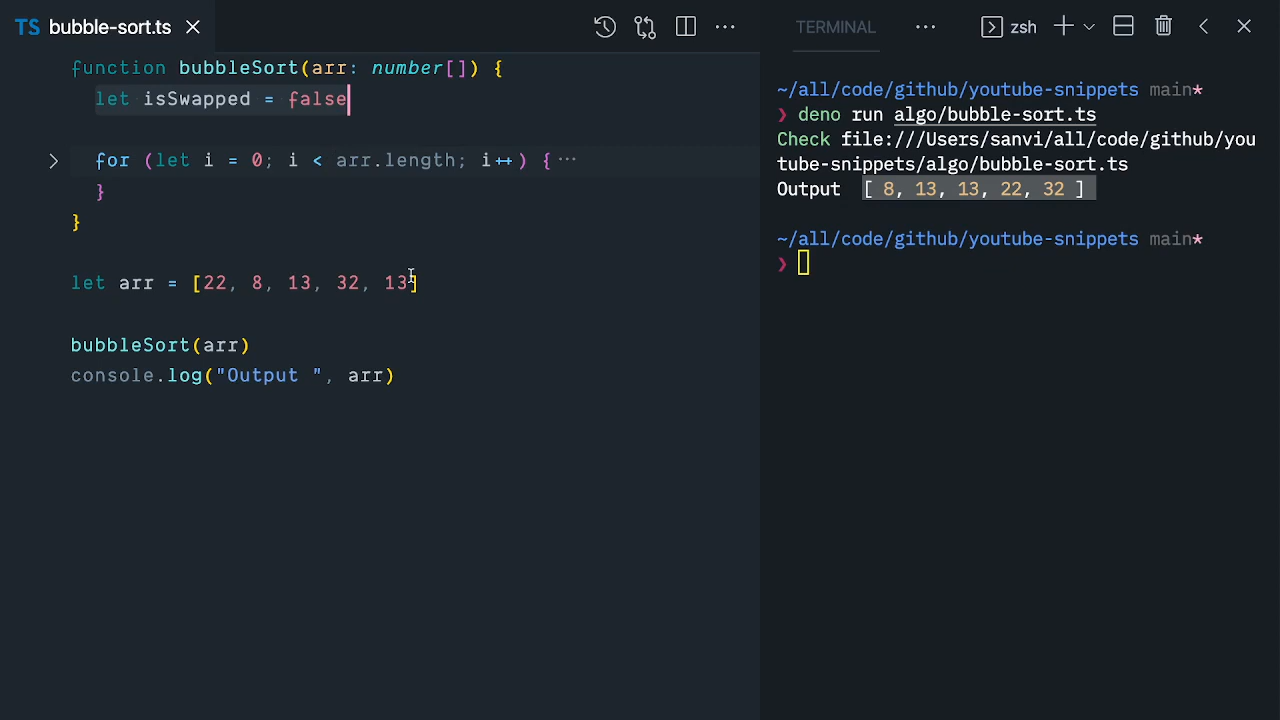 TS bubble-sort.ts
function bubbleSort(arr: number[]) {
let isSwapped = false
for (let i = 0; i < arr.length; i++) {···
}
}
let arr = [22, 8, 13, 32, 13]
bubbleSort(arr)
console.log("Output ", arr)
TERMINAL
zsh
~/all/code/github/youtube-snippets main*
❯ deno run algo/bubble-sort.ts
Check file:///Users/sanvi/all/code/github/you
tube-snippets/algo/bubble-sort.ts
Output [ 8, 13, 13, 22, 32 ]
~/all/code/github/youtube-snippets main*
❯